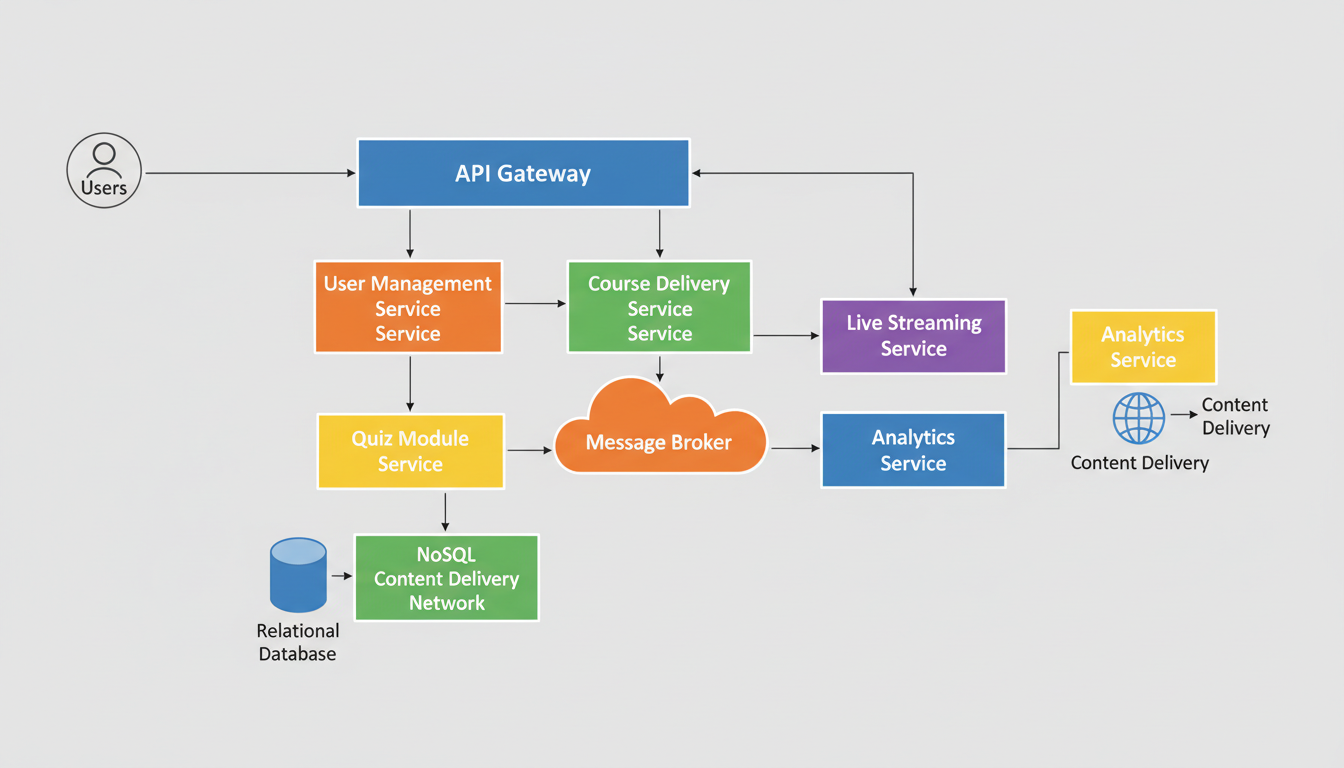 Users
API Gateway
User Management
Service
Service
Course Delivery
Service
Service
Live Streaming
Service
Analytics
Service
Content
Delivery
Content Delivery
Quiz Module
Service
Message Broker
Analytics
Service
NoSQL
Content Delivery
Network
Relational
Database